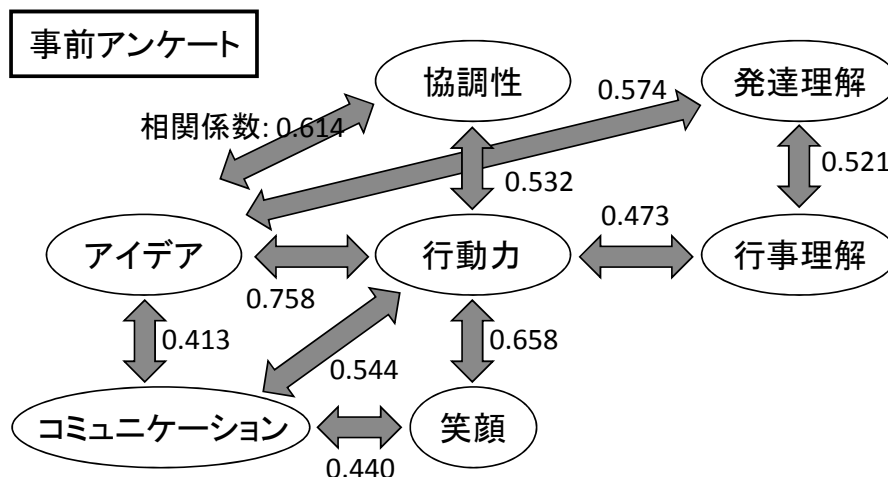 事前アンケート
協調性
発達理解
0.574
相関係数: 0.614
0.532
0.521
0.473
アイデア
行動力
行事理解
0.758
0.413
0.544
0.658
コミュニケーション
笑顔
0.440